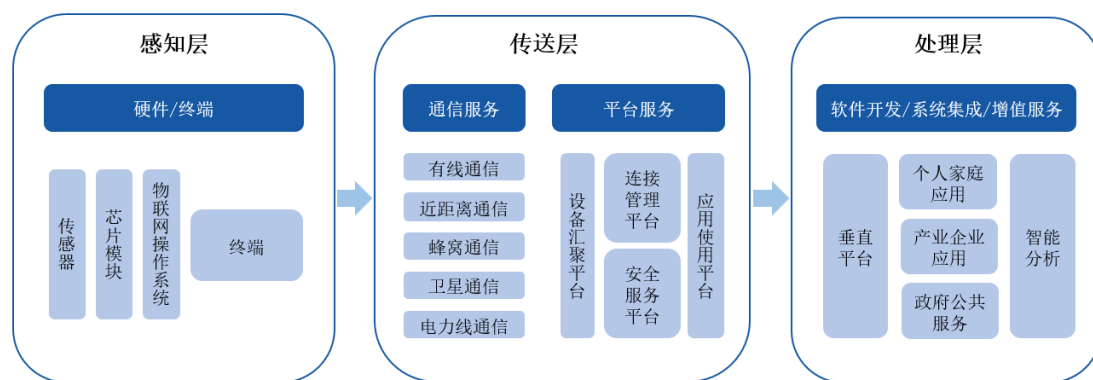 感知层
硬件/终端
传感器
芯片模块
物联网操作系统
终端
传送层
通信服务
有线通信
近距离通信
蜂窝通信
卫星通信
电力线通信
平台服务
设备汇聚平台
连接
管理
平台
安全
服务
平台
应用使用平台
处理层
软件开发/系统集成/增值服务
垂直
平台
个人家庭
应用
产业企业
应用
政府公共
服务
智能
分析